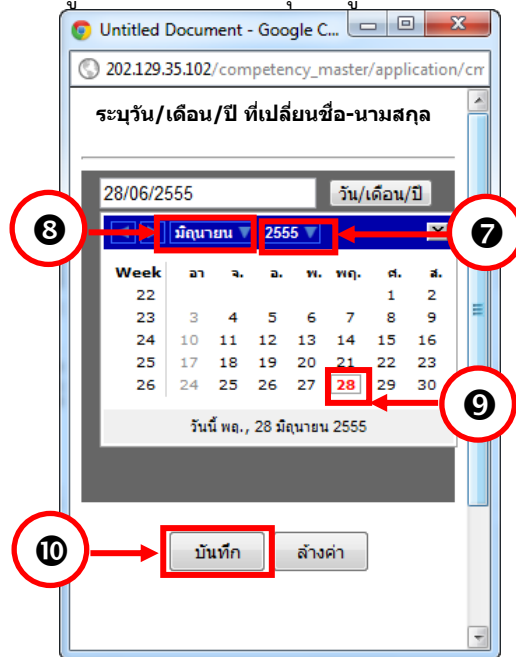 Untitled Document - Google C...
202.129.35.102/competency_master/application/cm
ระบุวัน/เดือน/ปี ที่เปลี่ยนชื่อ-นามสกุล
28/06/2555 วัน/เดือน/ปี
❽ มิถุนายน 2555 ❼
Week อา จ. อ. พ. พฤ. ศ. ส.
22 1 2
23 3 4 5 6 7 8 9
24 10 11 12 13 14 15 16
25 17 18 19 20 21 22 23
26 24 25 26 27 28 29 30
❾
วันนี้ พฤ., 28 มิถุนายน 2555
❿ บันทึก ล้างค่า